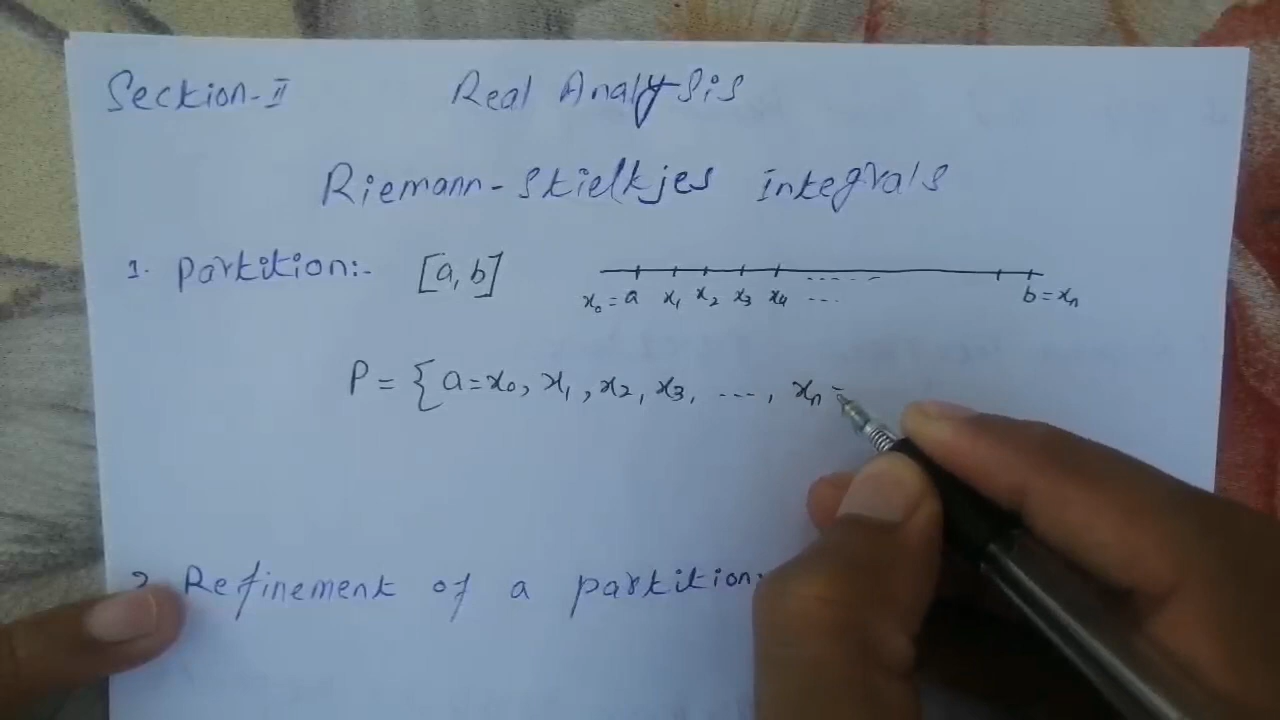 Section-II Real Analysis
Riemann-Stieltjes Integrals
1. Partition:- [a,b]
x₀=a x₁ x₂ x₃ x₄ ... b=xₙ
P = { a=x₀, x₁, x₂, x₃, ---, xₙ =
2. Refinement of a partition: